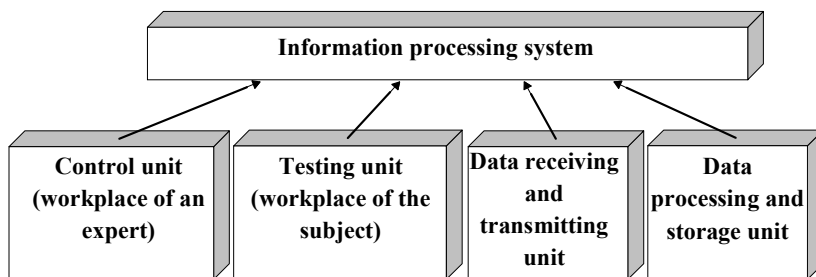 Information processing system
Control unit
(workplace of an
expert)
Testing unit
(workplace of the
subject)
Data receiving
and
transmitting
unit
Data
processing and
storage unit